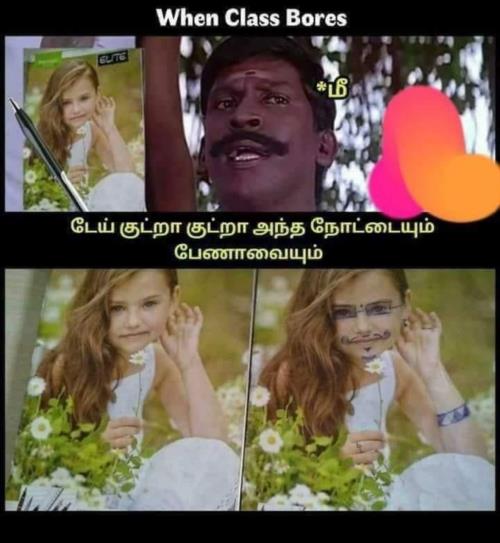 When Class Bores
ELITE
*மீ
டேய் குட்றா குட்றா அந்த நோட்டையும்
பேணாவையும்